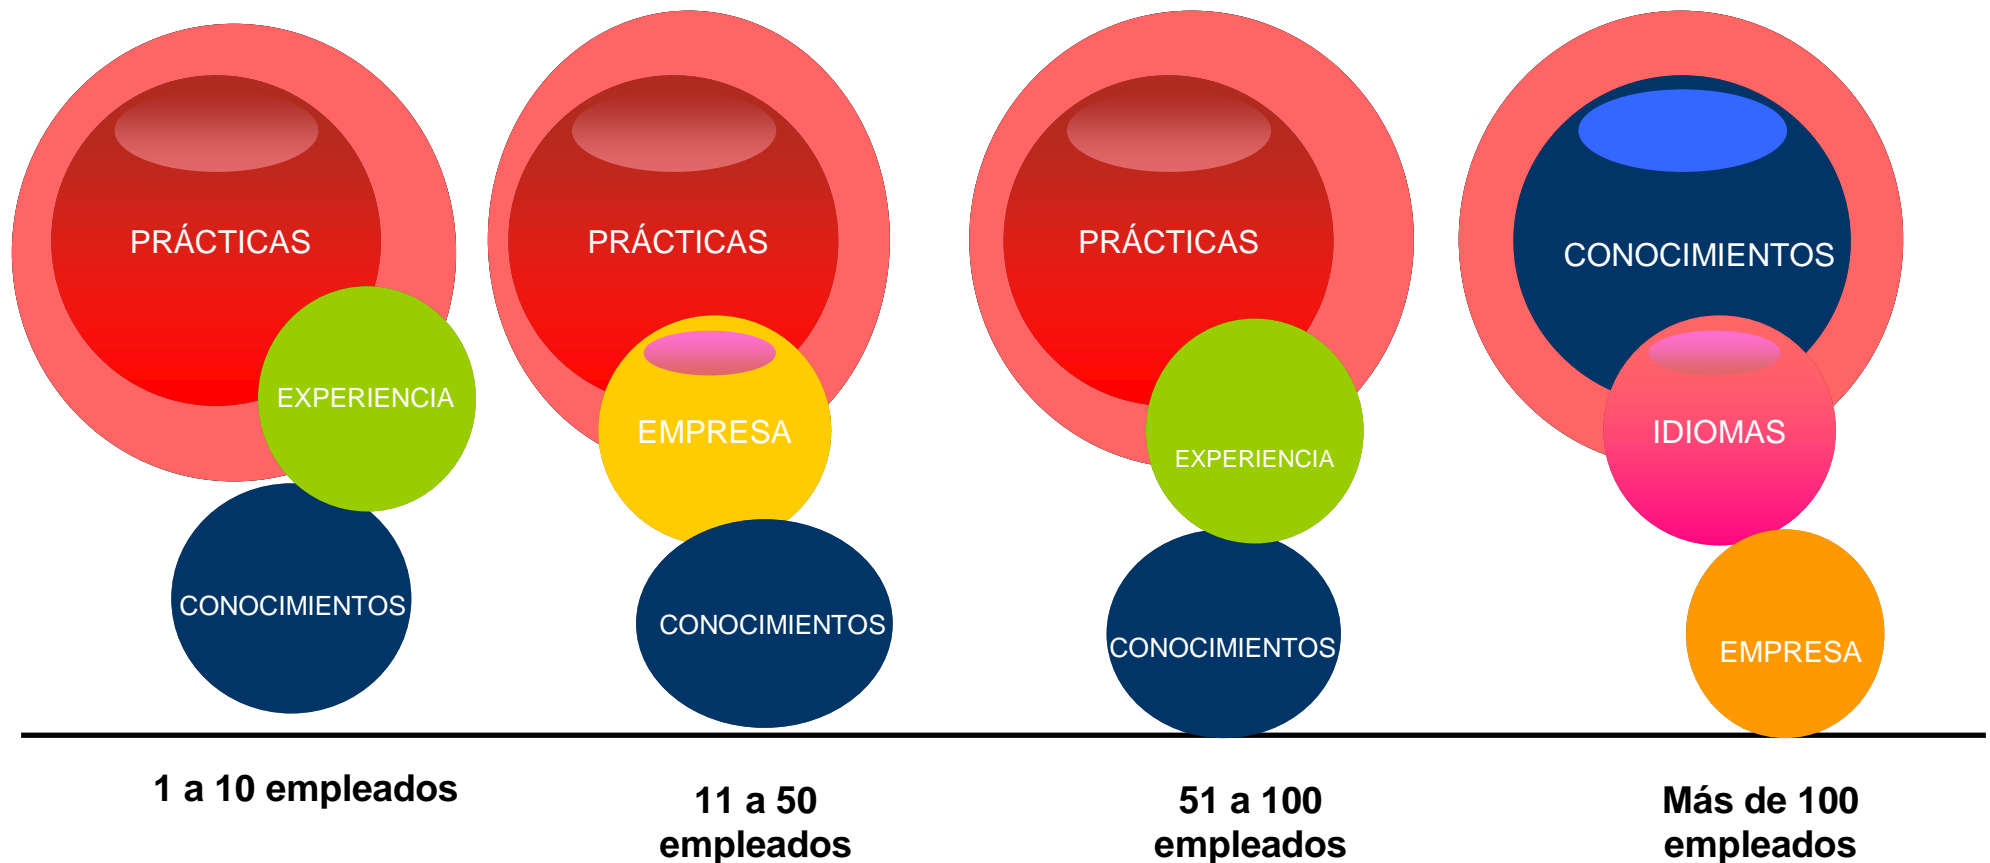 PRÁCTICAS
EXPERIENCIA
CONOCIMIENTOS
1 a 10 empleados
PRÁCTICAS
EMPRESA
CONOCIMIENTOS
11 a 50
empleados
PRÁCTICAS
EXPERIENCIA
CONOCIMIENTOS
51 a 100
empleados
CONOCIMIENTOS
IDIOMAS
EMPRESA
Más de 100
empleados